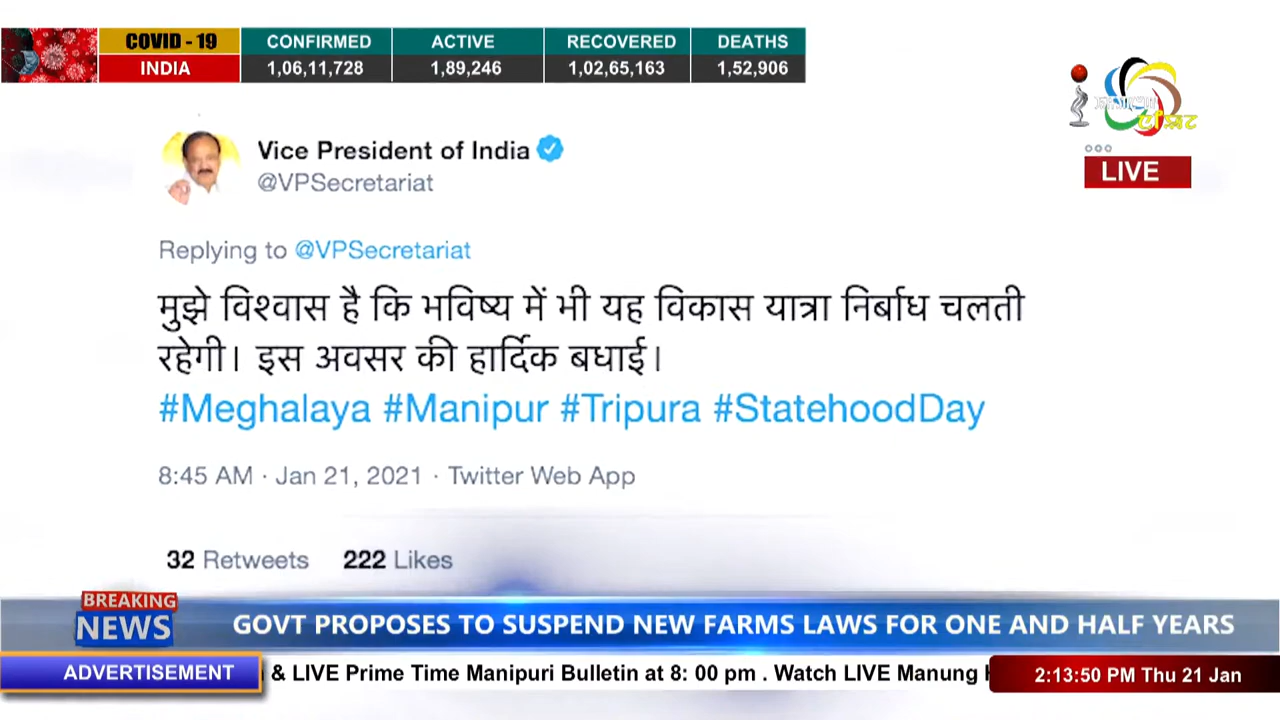 COVID - 19 CONFIRMED ACTIVE RECOVERED DEATHS
INDIA 1,06,11,728 1,89,246 1,02,65,163 1,52,906
LIVE
Vice President of India
@VPSecretariat
Replying to @VPSecretariat
मुझे विश्वास है कि भविष्य में भी यह विकास यात्रा निर्बाध चलती
रहेगी। इस अवसर की हार्दिक बधाई।
#Meghalaya #Manipur #Tripura #StatehoodDay
8:45 AM · Jan 21, 2021 · Twitter Web App
32 Retweets 222 Likes
BREAKING
NEWS
GOVT PROPOSES TO SUSPEND NEW FARMS LAWS FOR ONE AND HALF YEARS
ADVERTISEMENT
& LIVE Prime Time Manipuri Bulletin at 8: 00 pm . Watch LIVE Manung
2:13:50 PM Thu 21 Jan